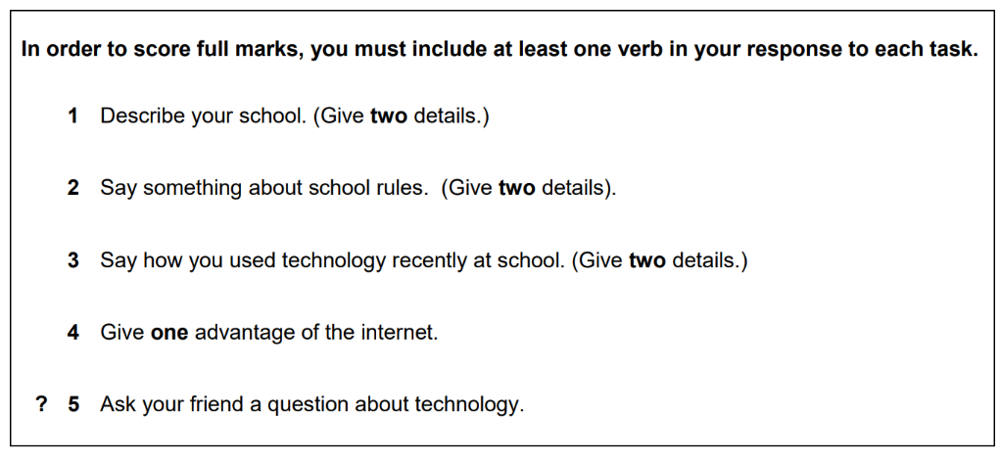 In order to score full marks, you must include at least one verb in your response to each task.
1 Describe your school. (Give two details.)
2 Say something about school rules.  (Give two details).
3 Say how you used technology recently at school. (Give two details.)
4 Give one advantage of the internet.
? 5 Ask your friend a question about technology.